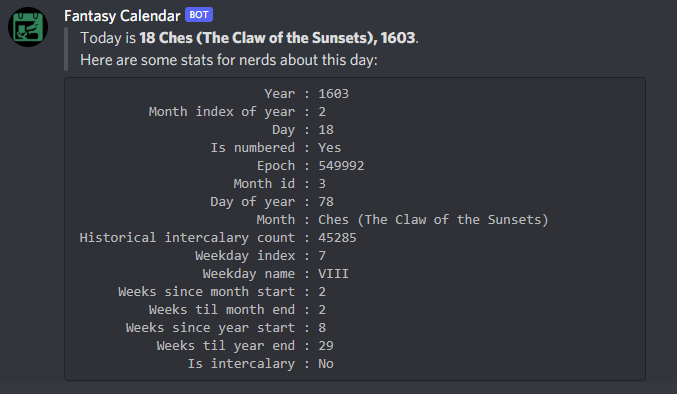 Fantasy Calendar BOT
Today is 18 Ches (The Claw of the Sunsets), 1603.
Here are some stats for nerds about this day:
Year : 1603
Month index of year : 2
Day : 18
Is numbered : Yes
Epoch : 549992
Month id : 3
Day of year : 78
Month : Ches (The Claw of the Sunsets)
Historical intercalary count : 45285
Weekday index : 7
Weekday name : VIII
Weeks since month start : 2
Weeks til month end : 2
Weeks since year start : 8
Weeks til year end : 29
Is intercalary : No